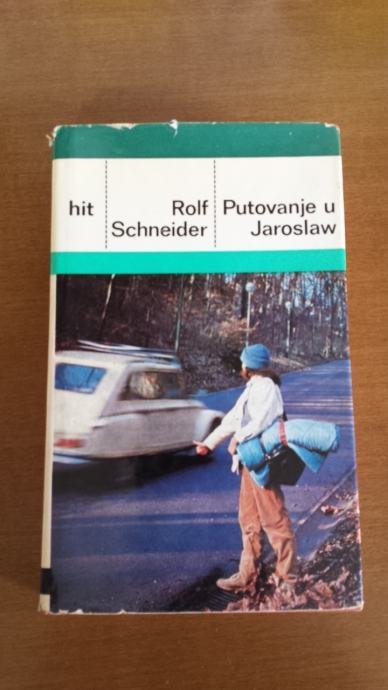 hit
Rolf
Schneider
Putovanje u
Jaroslaw